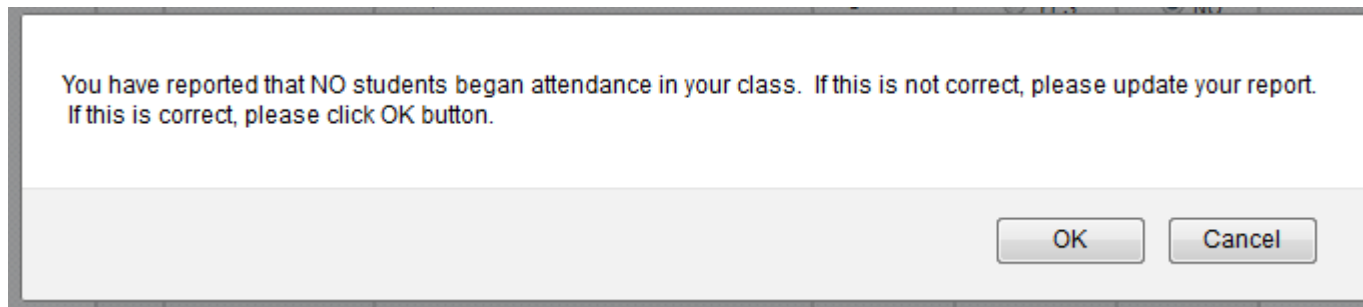 You have reported that NO students began attendance in your class.  If this is not correct, please update your report.
If this is correct, please click OK button.
OK
Cancel